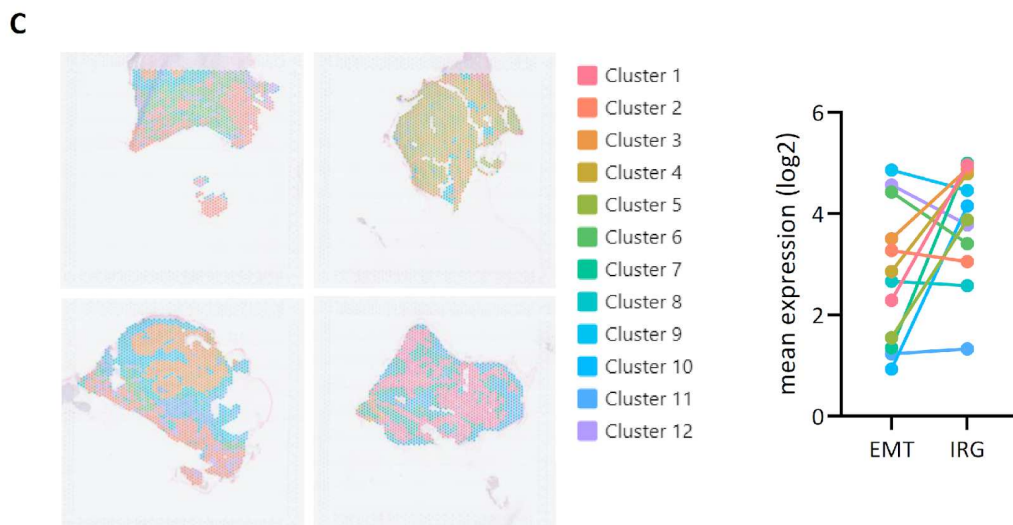 C
Cluster 1
Cluster 2
Cluster 3
Cluster 4
Cluster 5
Cluster 6
Cluster 7
Cluster 8
Cluster 9
Cluster 10
Cluster 11
Cluster 12
mean expression (log2)
6
4
2
0
EMT IRG